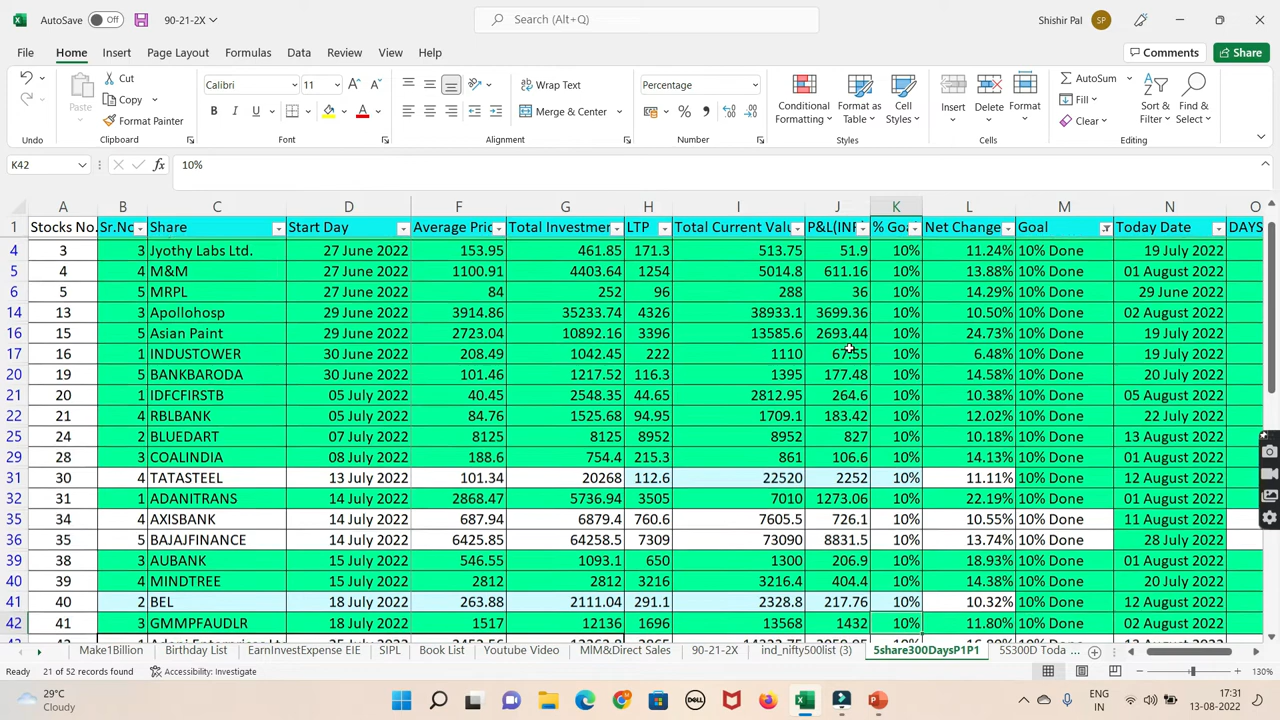 AutoSave Off 90-21-2X Search (Alt+Q) Shishir Pal SP
File Home Insert Page Layout Formulas Data Review View Help Comments Share
Paste Cut Copy Format Painter Calibri 11 Wrap Text Merge & Center Percentage Conditional Formatting Format as Table Cell Styles Insert Delete Format AutoSum Fill Clear Sort & Filter Find & Select
Undo Clipboard Font Alignment Number Styles Cells Editing
K42 fx 10%
A B C D E F G H I J K L M N O
1 Stocks No. Sr.No Share Start Day Average Pric Total Investmen LTP Total Current Valu P&L(INR % Goa Net Change Goal Today Date DAYS
4 3 3 Jyothy Labs Ltd. 27 June 2022 153.95 461.85 171.3 513.75 51.9 10% 11.24% 10% Done 19 July 2022
5 4 4 M&M 27 June 2022 1100.91 4403.64 1254 5014.8 611.16 10% 13.88% 10% Done 01 August 2022
6 5 5 MRPL 27 June 2022 84 252 96 288 36 10% 14.29% 10% Done 29 June 2022
14 13 3 Apollohosp 29 June 2022 3914.86 35233.74 4326 38933.1 3699.36 10% 10.50% 10% Done 02 August 2022
16 15 5 Asian Paint 29 June 2022 2723.04 10892.16 3396 13585.6 2693.44 10% 24.73% 10% Done 19 July 2022
17 16 1 INDUSTOWER 30 June 2022 208.49 1042.45 222 1110 67.55 10% 6.48% 10% Done 19 July 2022
20 19 5 BANKBARODA 30 June 2022 101.46 1217.52 116.3 1395 177.48 10% 14.58% 10% Done 20 July 2022
21 20 1 IDFCFIRSTB 05 July 2022 40.45 2548.35 44.65 2812.95 264.6 10% 10.38% 10% Done 05 August 2022
22 21 4 RBLBANK 05 July 2022 84.76 1525.68 94.95 1709.1 183.42 10% 12.02% 10% Done 22 July 2022
25 24 2 BLUEDART 07 July 2022 8125 8125 8952 8952 827 10% 10.18% 10% Done 13 August 2022
29 28 3 COALINDIA 08 July 2022 188.6 754.4 215.3 861 106.6 10% 14.13% 10% Done 01 August 2022
31 30 4 TATASTEEL 13 July 2022 101.34 20268 112.6 22520 2252 10% 11.11% 10% Done 12 August 2022
32 31 1 ADANITRANS 14 July 2022 2868.47 5736.94 3505 7010 1273.06 10% 22.19% 10% Done 01 August 2022
35 34 4 AXISBANK 14 July 2022 687.94 6879.4 760.6 7605.5 726.1 10% 10.55% 10% Done 11 August 2022
36 35 5 BAJAJFINANCE 14 July 2022 6425.85 64258.5 7309 73090 8831.5 10% 13.74% 10% Done 28 July 2022
39 38 3 AUBANK 15 July 2022 546.55 1093.1 650 1300 206.9 10% 18.93% 10% Done 01 August 2022
40 39 4 MINDTREE 15 July 2022 2812 2812 3216 3216.4 404.4 10% 14.38% 10% Done 20 July 2022
41 40 2 BEL 18 July 2022 263.88 2111.04 291.1 2328.8 217.76 10% 10.32% 10% Done 12 August 2022
42 41 3 GMMPFAUDLR 18 July 2022 1517 12136 1696 13568 1432 10% 11.80% 10% Done 02 August 2022
Make1Billion Birthday List EarnInvestExpense EIE SIPL Book List Youtube Video MIM&Direct Sales 90-21-2X ind_nifty500list (3) 5share300DaysP1P1 5S300D Toda ...
Ready 21 of 52 records found Accessibility: Investigate 130%
29°C
Cloudy
ENG
IN
17:31
13-08-2022